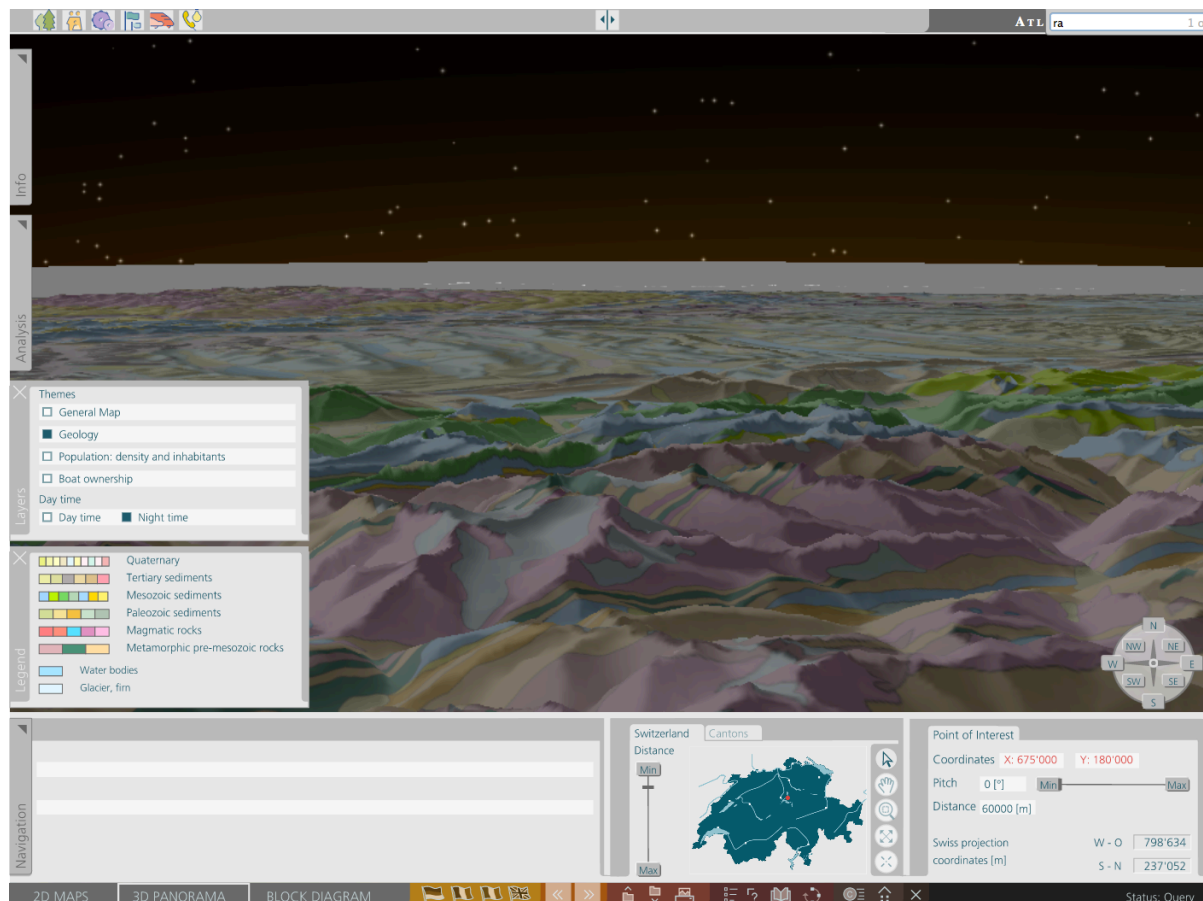 ATL
ra
1 o
Info
Analysis
Layers
Themes
General Map
Geology
Population: density and inhabitants
Boat ownership
Day time
Day time Night time
Legend
Quaternary
Tertiary sediments
Mesozoic sediments
Paleozoic sediments
Magmatic rocks
Metamorphic pre-mesozoic rocks
Water bodies
Glacier, firn
N
NW NE
W E
SW SE
S
Navigation
Switzerland Cantons
Distance
Min
Max
Point of Interest
Coordinates X: 675'000 Y: 180'000
Pitch 0 [°] Min Max
Distance 60000 [m]
Swiss projection W - O 798'634
coordinates [m] S - N 237'052
2D MAPS 3D PANORAMA BLOCK DIAGRAM « » Status: Query